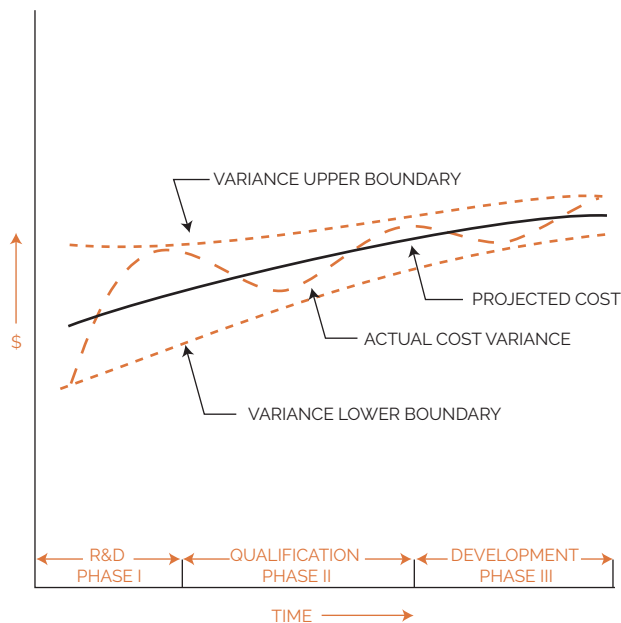 VARIANCE UPPER BOUNDARY
PROJECTED COST
$
ACTUAL COST VARIANCE
VARIANCE LOWER BOUNDARY
R&D
PHASE I
QUALIFICATION
PHASE II
DEVELOPMENT
PHASE III
TIME